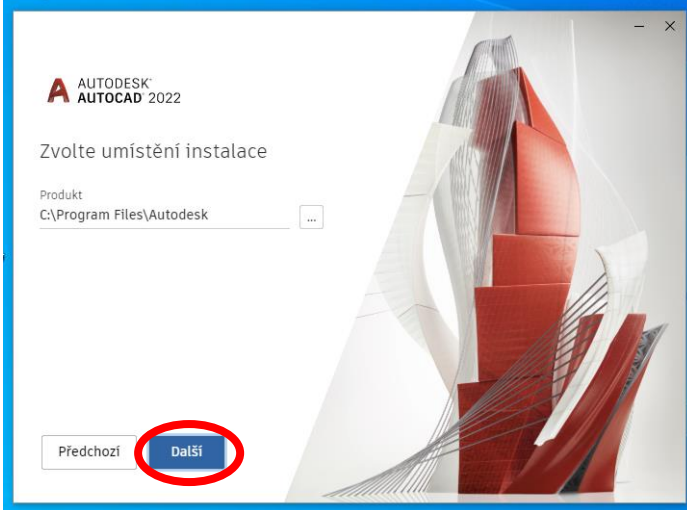 AUTODESK
AUTOCAD 2022
Zvolte umístění instalace
Produkt
C:\Program Files\Autodesk
...
Předchozí
Další